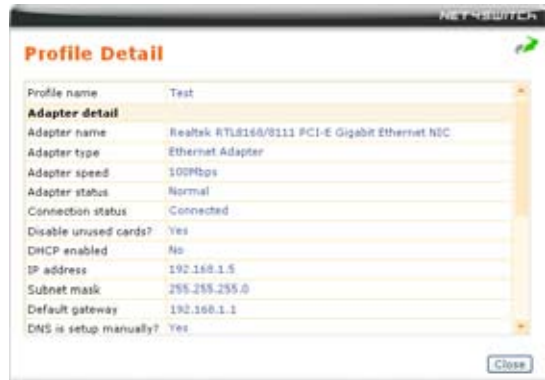 NET4SWITCH
Profile Detail
Profile name Test
Adapter detail
Adapter name Realtek RTL8168/8111 PCI-E Gigabit Ethernet NIC
Adapter type Ethernet Adapter
Adapter speed 100Mbps
Adapter status Normal
Connection status Connected
Disable unused cards? Yes
DHCP enabled No
IP address 192.168.1.5
Subnet mask 255.255.255.0
Default gateway 192.168.1.1
DNS is setup manually? Yes
Close